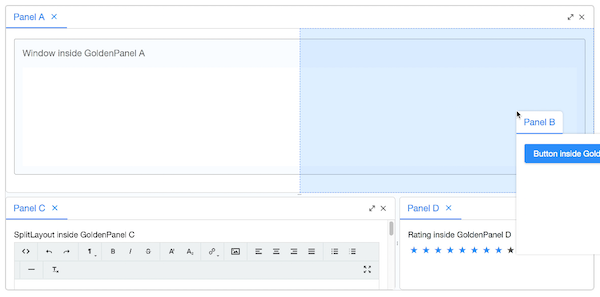 Panel A
Window inside GoldenPanel A
Panel B
Button inside Gold
Panel C
Panel D
SplitLayout inside GoldenPanel C
Rating inside GoldenPanel D